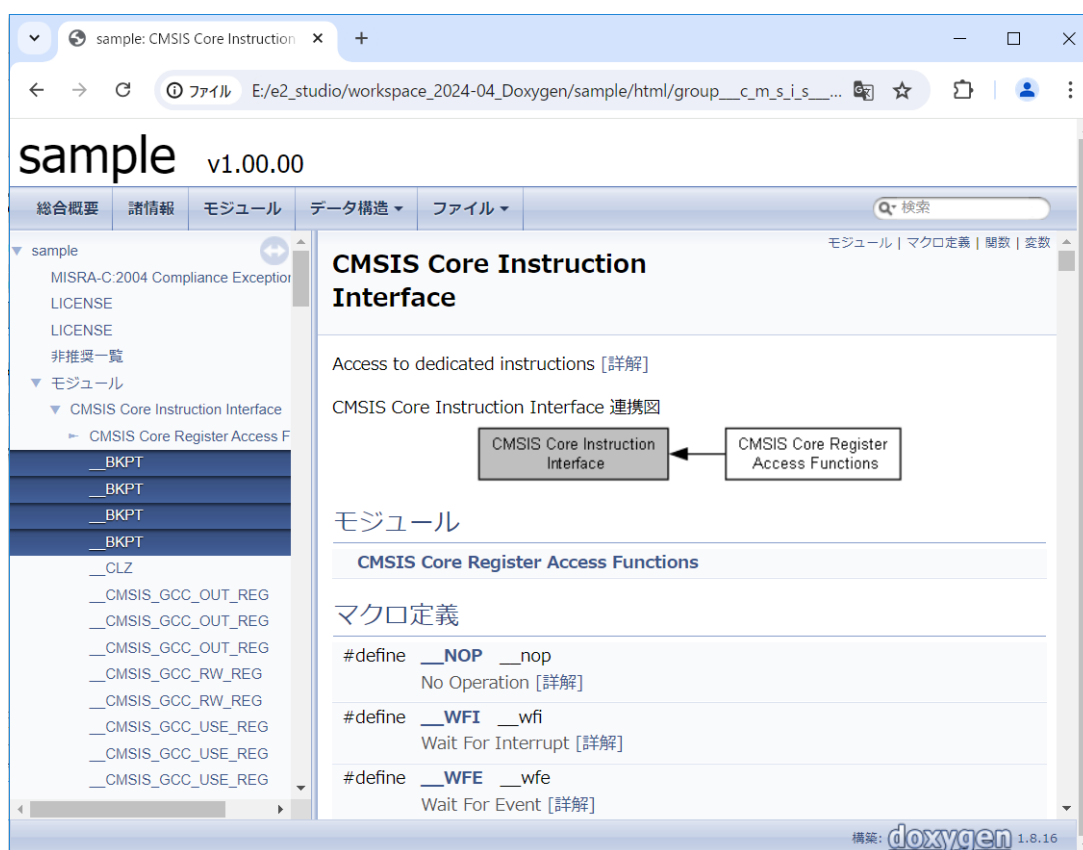 sample: CMSIS Core Instruction
ファイル E:/e2_studio/workspace_2024-04_Doxygen/sample/html/group___c_m_s_i_s___...
sample v1.00.00
総合概要 諸情報 モジュール データ構造 ファイル 検索
sample
MISRA-C:2004 Compliance Exception
LICENSE
LICENSE
非推奨一覧
モジュール
CMSIS Core Instruction Interface
CMSIS Core Register Access F
__BKPT
__BKPT
__BKPT
__BKPT
__CLZ
__CMSIS_GCC_OUT_REG
__CMSIS_GCC_OUT_REG
__CMSIS_GCC_OUT_REG
__CMSIS_GCC_RW_REG
__CMSIS_GCC_RW_REG
__CMSIS_GCC_USE_REG
__CMSIS_GCC_USE_REG
__CMSIS_GCC_USE_REG
モジュール | マクロ定義 | 関数 | 変数
CMSIS Core Instruction
Interface
Access to dedicated instructions [詳解]
CMSIS Core Instruction Interface 連携図
CMSIS Core Instruction
Interface
CMSIS Core Register
Access Functions
モジュール
CMSIS Core Register Access Functions
マクロ定義
#define __NOP __nop
No Operation [詳解]
#define __WFI __wfi
Wait For Interrupt [詳解]
#define __WFE __wfe
Wait For Event [詳解]
構築: doxygen 1.8.16